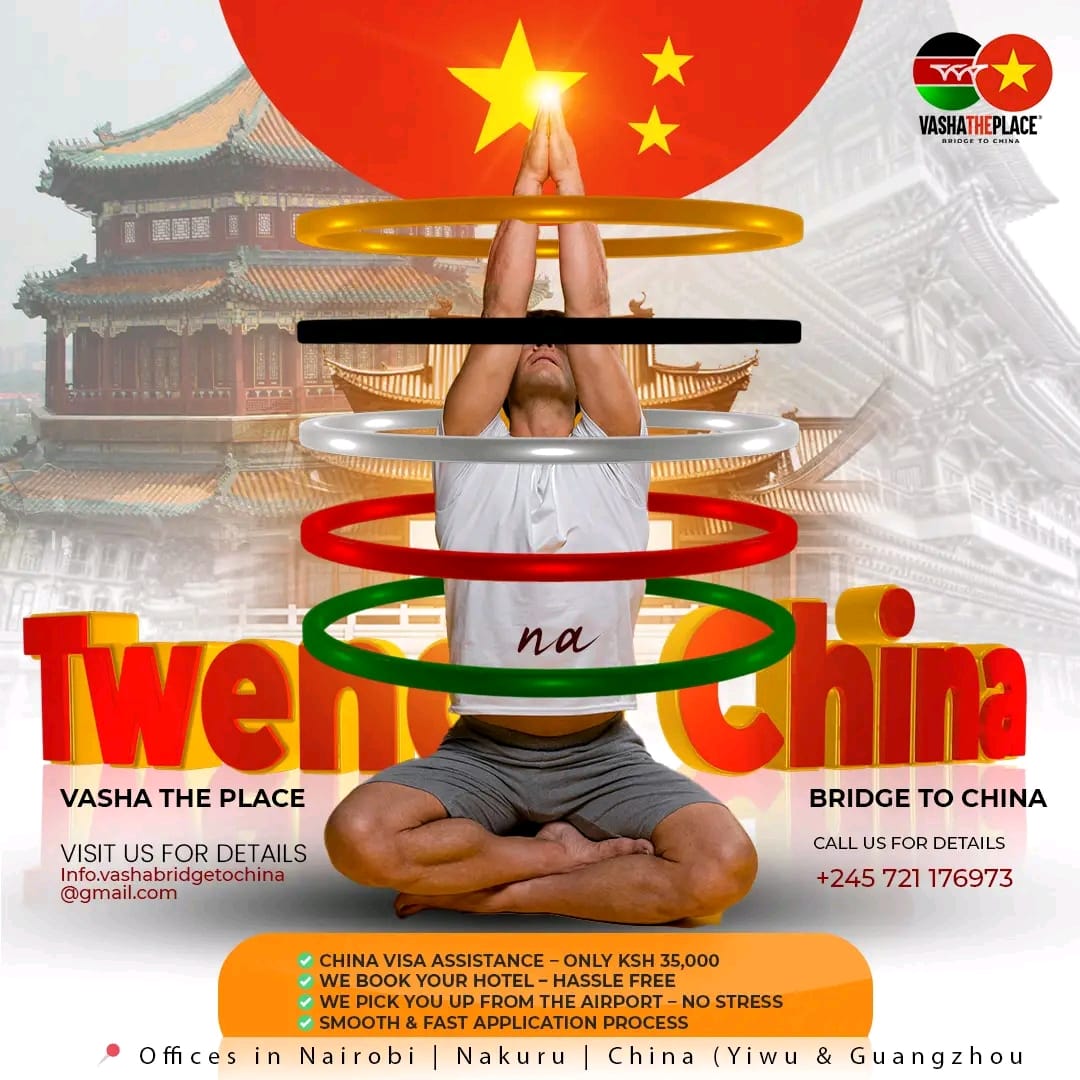 VASHATHEPLACE®
BRIDGE TO CHINA
na
Twend China
VASHA THE PLACE
BRIDGE TO CHINA
VISIT US FOR DETAILS
Info.vashabridgetochina
@gmail.com
CALL US FOR DETAILS
+245 721 176973
CHINA VISA ASSISTANCE – ONLY KSH 35,000
WE BOOK YOUR HOTEL – HASSLE FREE
WE PICK YOU UP FROM THE AIRPORT – NO STRESS
SMOOTH & FAST APPLICATION PROCESS
Offices in Nairobi | Nakuru | China (Yiwu & Guangzhou